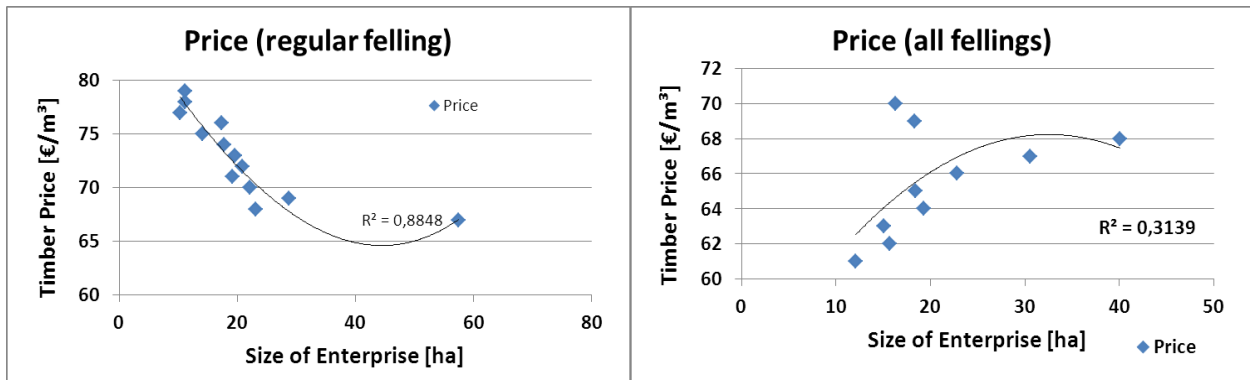 Price (regular felling)
Timber Price [€/m³]
80
75
70
65
60
Price
R² = 0,8848
0 20 40 60 80
Size of Enterprise [ha]
Price (all fellings)
Timber Price [€/m³]
72
70
68
66
64
62
60
R² = 0,3139
0 10 20 30 40 50
Size of Enterprise [ha]
Price